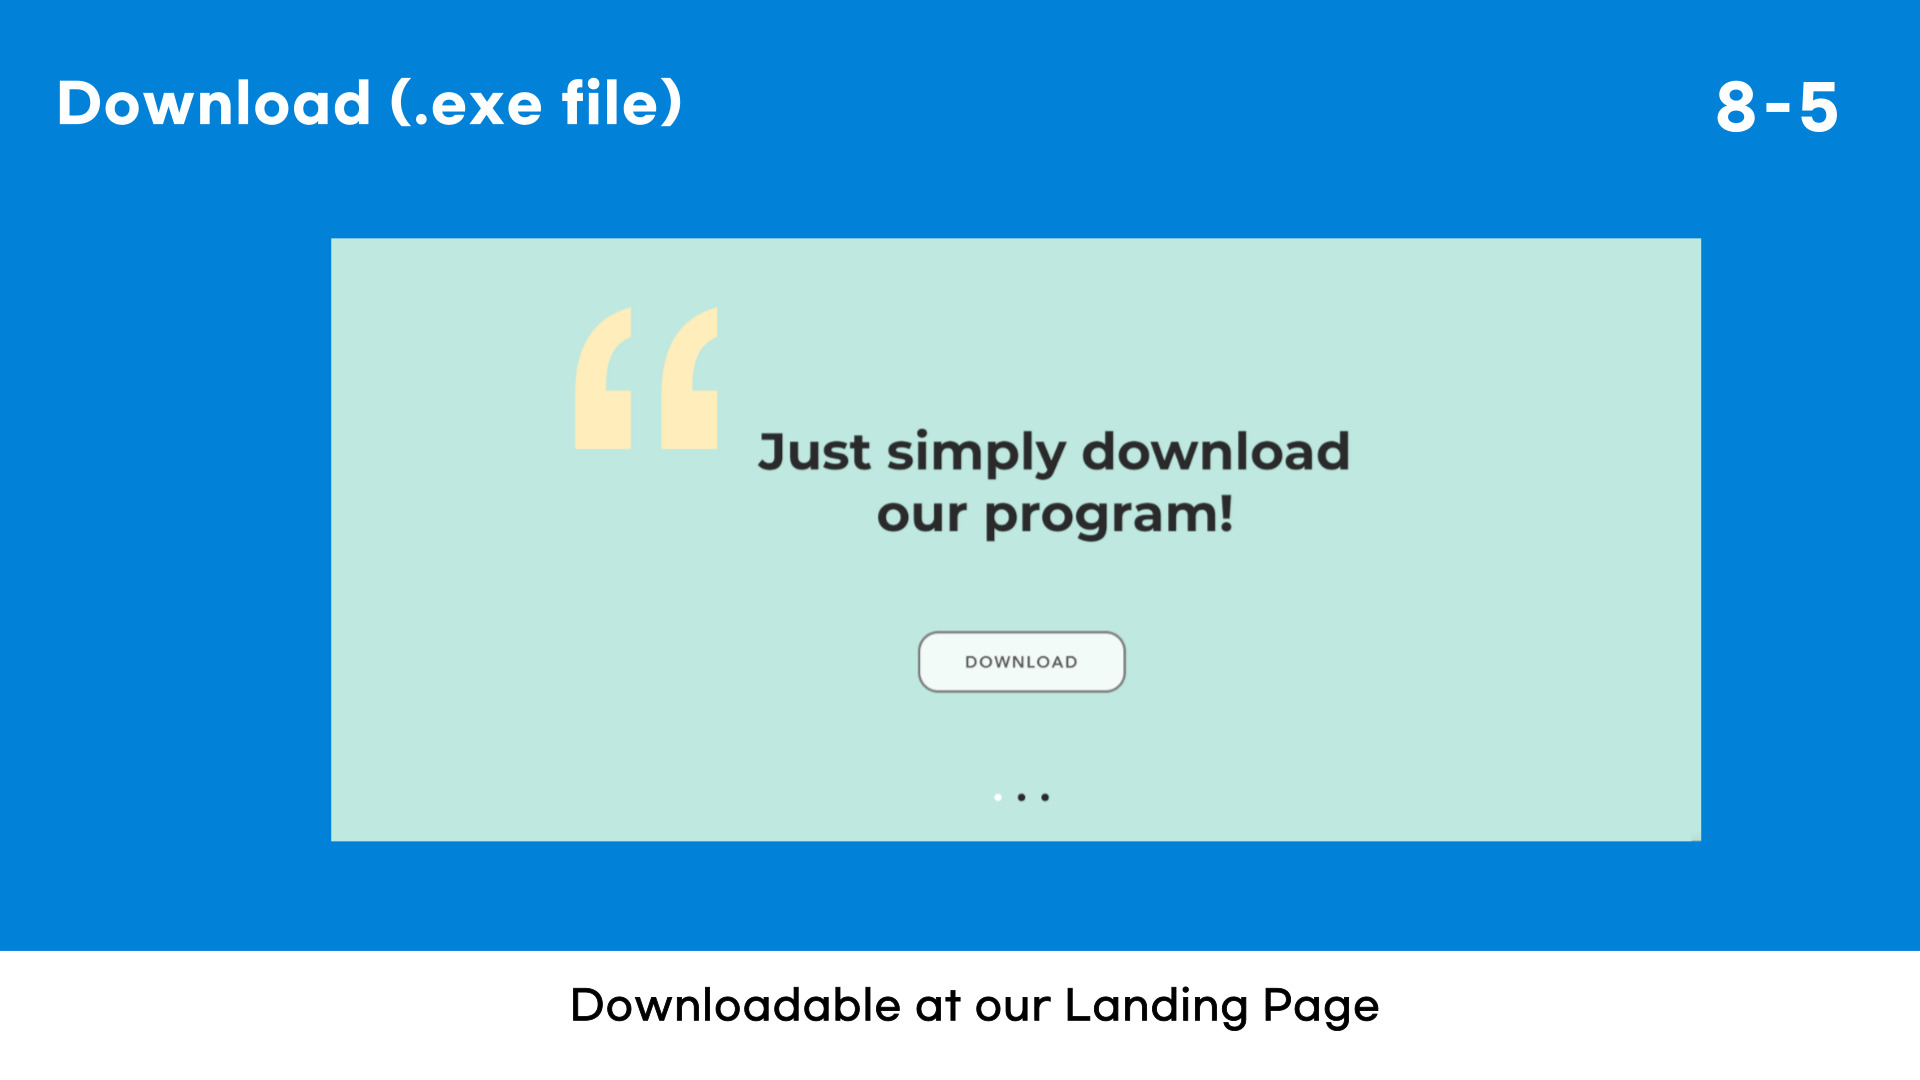 Download (.exe file)
8-5
“
Just simply download
our program!
DOWNLOAD
Downloadable at our Landing Page